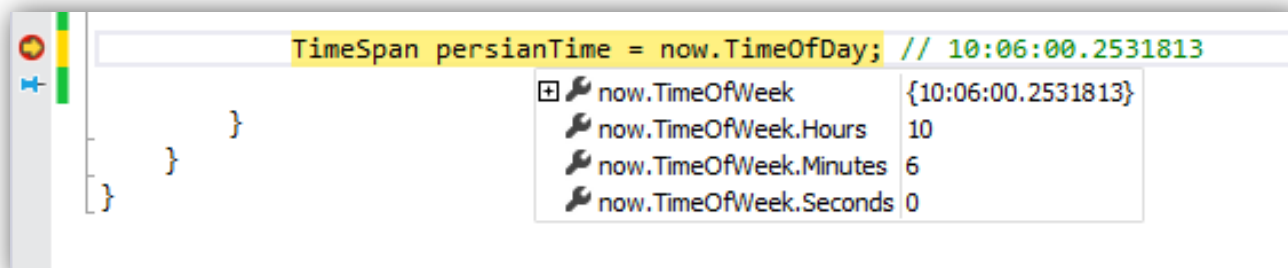 TimeSpan persianTime = now.TimeOfDay; // 10:06:00.2531813
now.TimeOfWeek {10:06:00.2531813}
} now.TimeOfWeek.Hours 10
} now.TimeOfWeek.Minutes 6
} now.TimeOfWeek.Seconds 0